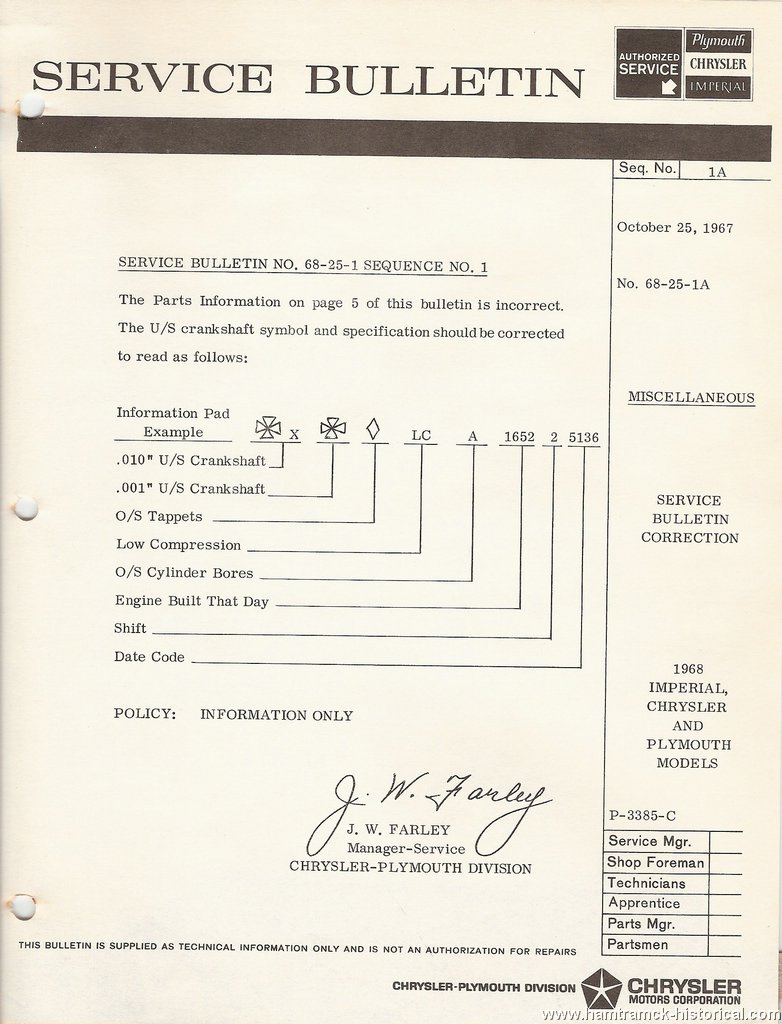 SERVICE BULLETIN
AUTHORIZED
SERVICE
Plymouth
CHRYSLER
IMPERIAL
Seq. No. 1A
October 25, 1967
No. 68-25-1A
SERVICE BULLETIN NO. 68-25-1 SEQUENCE NO. 1
The Parts Information on page 5 of this bulletin is incorrect.
The U/S crankshaft symbol and specification should be corrected
to read as follows:
MISCELLANEOUS
Information Pad
Example ✠ X ✠ ◊ LC A 1652 2 5136
.010" U/S Crankshaft
.001" U/S Crankshaft
O/S Tappets
Low Compression
O/S Cylinder Bores
Engine Built That Day
Shift
Date Code
SERVICE
BULLETIN
CORRECTION
1968
IMPERIAL,
CHRYSLER
AND
PLYMOUTH
MODELS
POLICY: INFORMATION ONLY
J. W. Farley
J. W. FARLEY
Manager-Service
CHRYSLER-PLYMOUTH DIVISION
P-3385-C
Service Mgr.
Shop Foreman
Technicians
Apprentice
Parts Mgr.
Partsmen
THIS BULLETIN IS SUPPLIED AS TECHNICAL INFORMATION ONLY AND IS NOT AN AUTHORIZATION FOR REPAIRS
CHRYSLER-PLYMOUTH DIVISION
CHRYSLER
MOTORS CORPORATION
www.hamtramck-historical.com